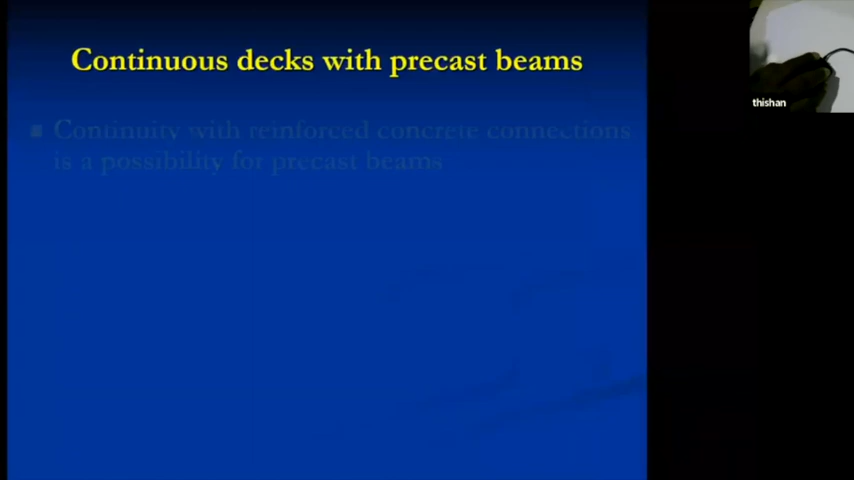 Continuous decks with precast beams
Continuity with reinforced concrete connections
is a possibility for precast beams
thishan